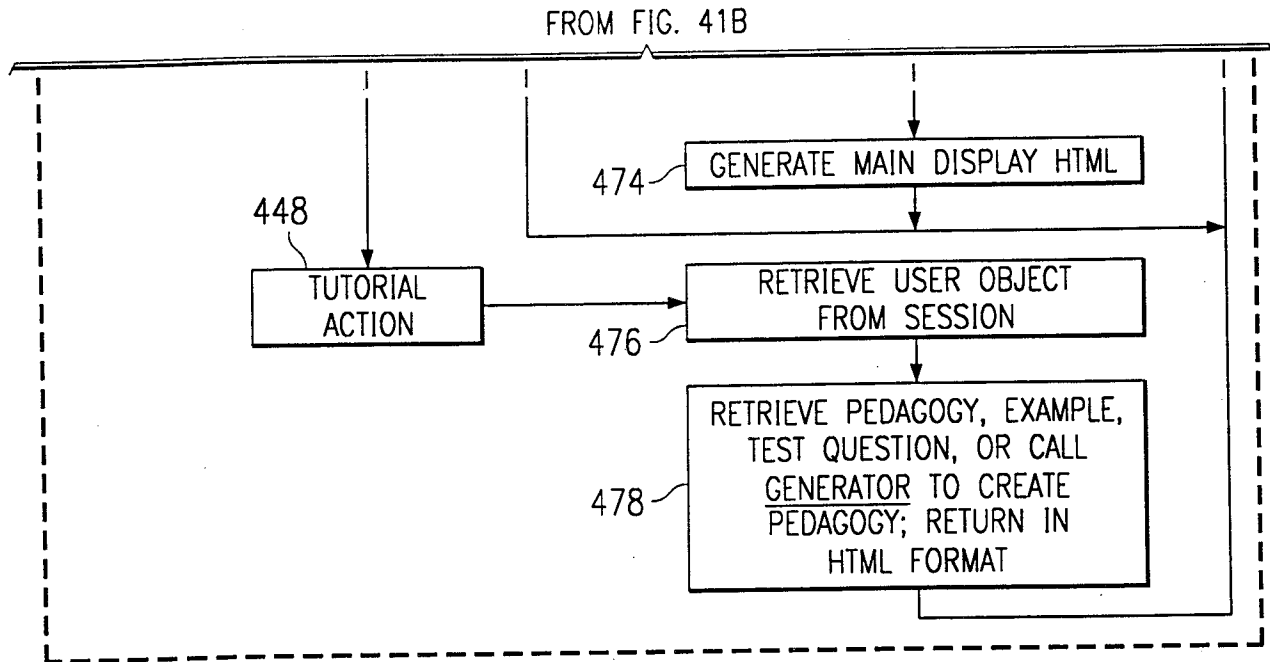 FROM FIG. 41B
474
GENERATE MAIN DISPLAY HTML
448
TUTORIAL
ACTION
476
RETRIEVE USER OBJECT
FROM SESSION
478
RETRIEVE PEDAGOGY, EXAMPLE,
TEST QUESTION, OR CALL
GENERATOR TO CREATE
PEDAGOGY; RETURN IN
HTML FORMAT